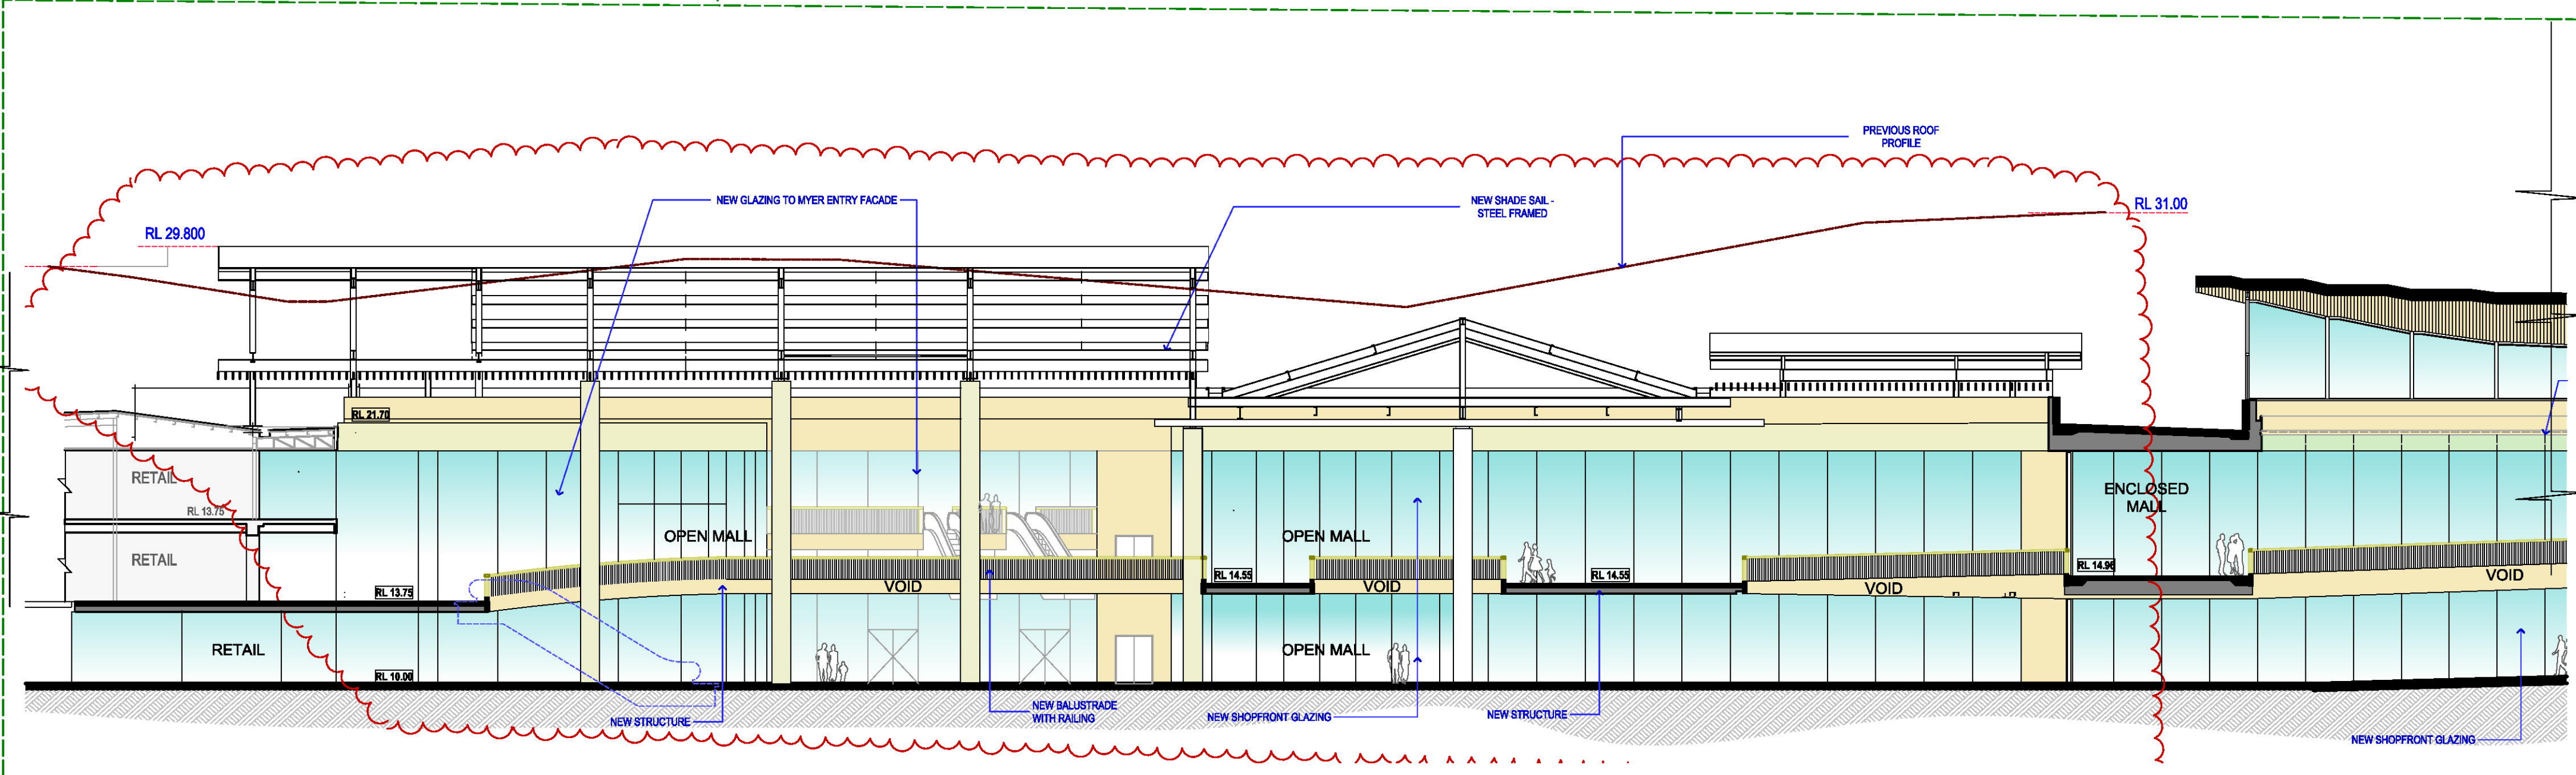 PREVIOUS ROOF
PROFILE
NEW GLAZING TO MYER ENTRY FACADE
NEW SHADE SAIL -
STEEL FRAMED
RL 31.00
RL 29.800
RL 21.70
RETAIL
RL 13.75
ENCLOSED
MALL
OPEN MALL
OPEN MALL
RETAIL
RL 14.55
RL 14.55
RL 14.96
VOID
VOID
VOID
VOID
RL 13.75
RETAIL
OPEN MALL
RL 10.00
NEW STRUCTURE
NEW BALUSTRADE
WITH RAILING
NEW SHOPFRONT GLAZING
NEW STRUCTURE
NEW SHOPFRONT GLAZING